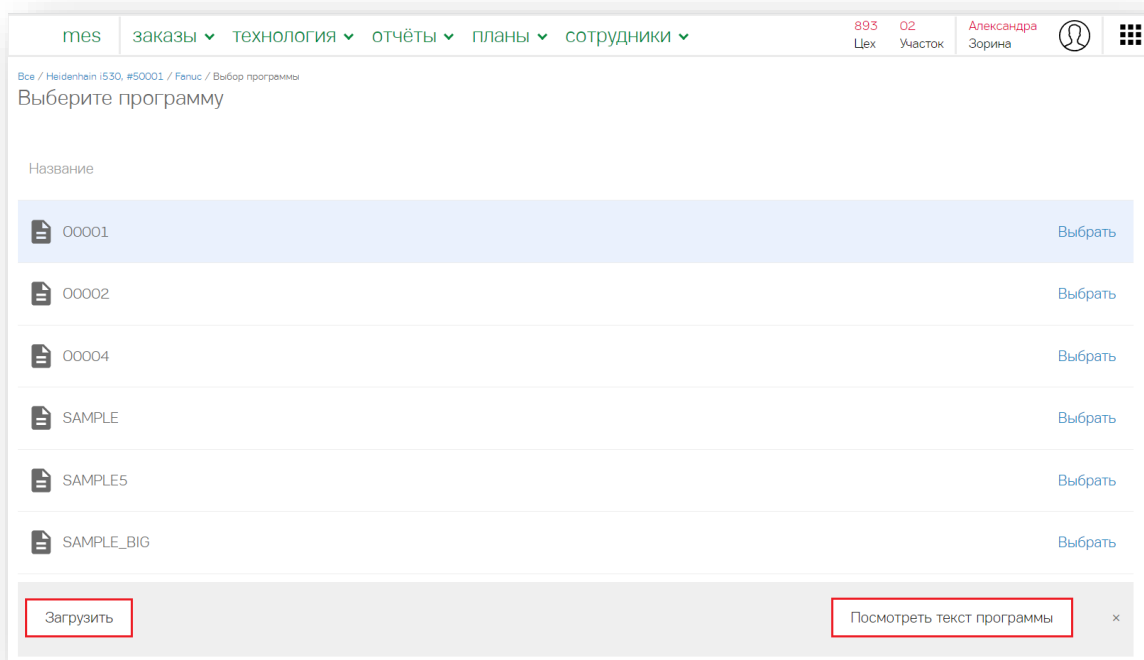 mes заказы технология отчёты планы сотрудники 893 02 Александра
Цех Участок Зорина
Все / Heidenhain i530, #50001 / Fanuc / Выбор программы
Выберите программу
Название
O0001 Выбрать
O0002 Выбрать
O0004 Выбрать
SAMPLE Выбрать
SAMPLE5 Выбрать
SAMPLE_BIG Выбрать
Загрузить Посмотреть текст программы ×